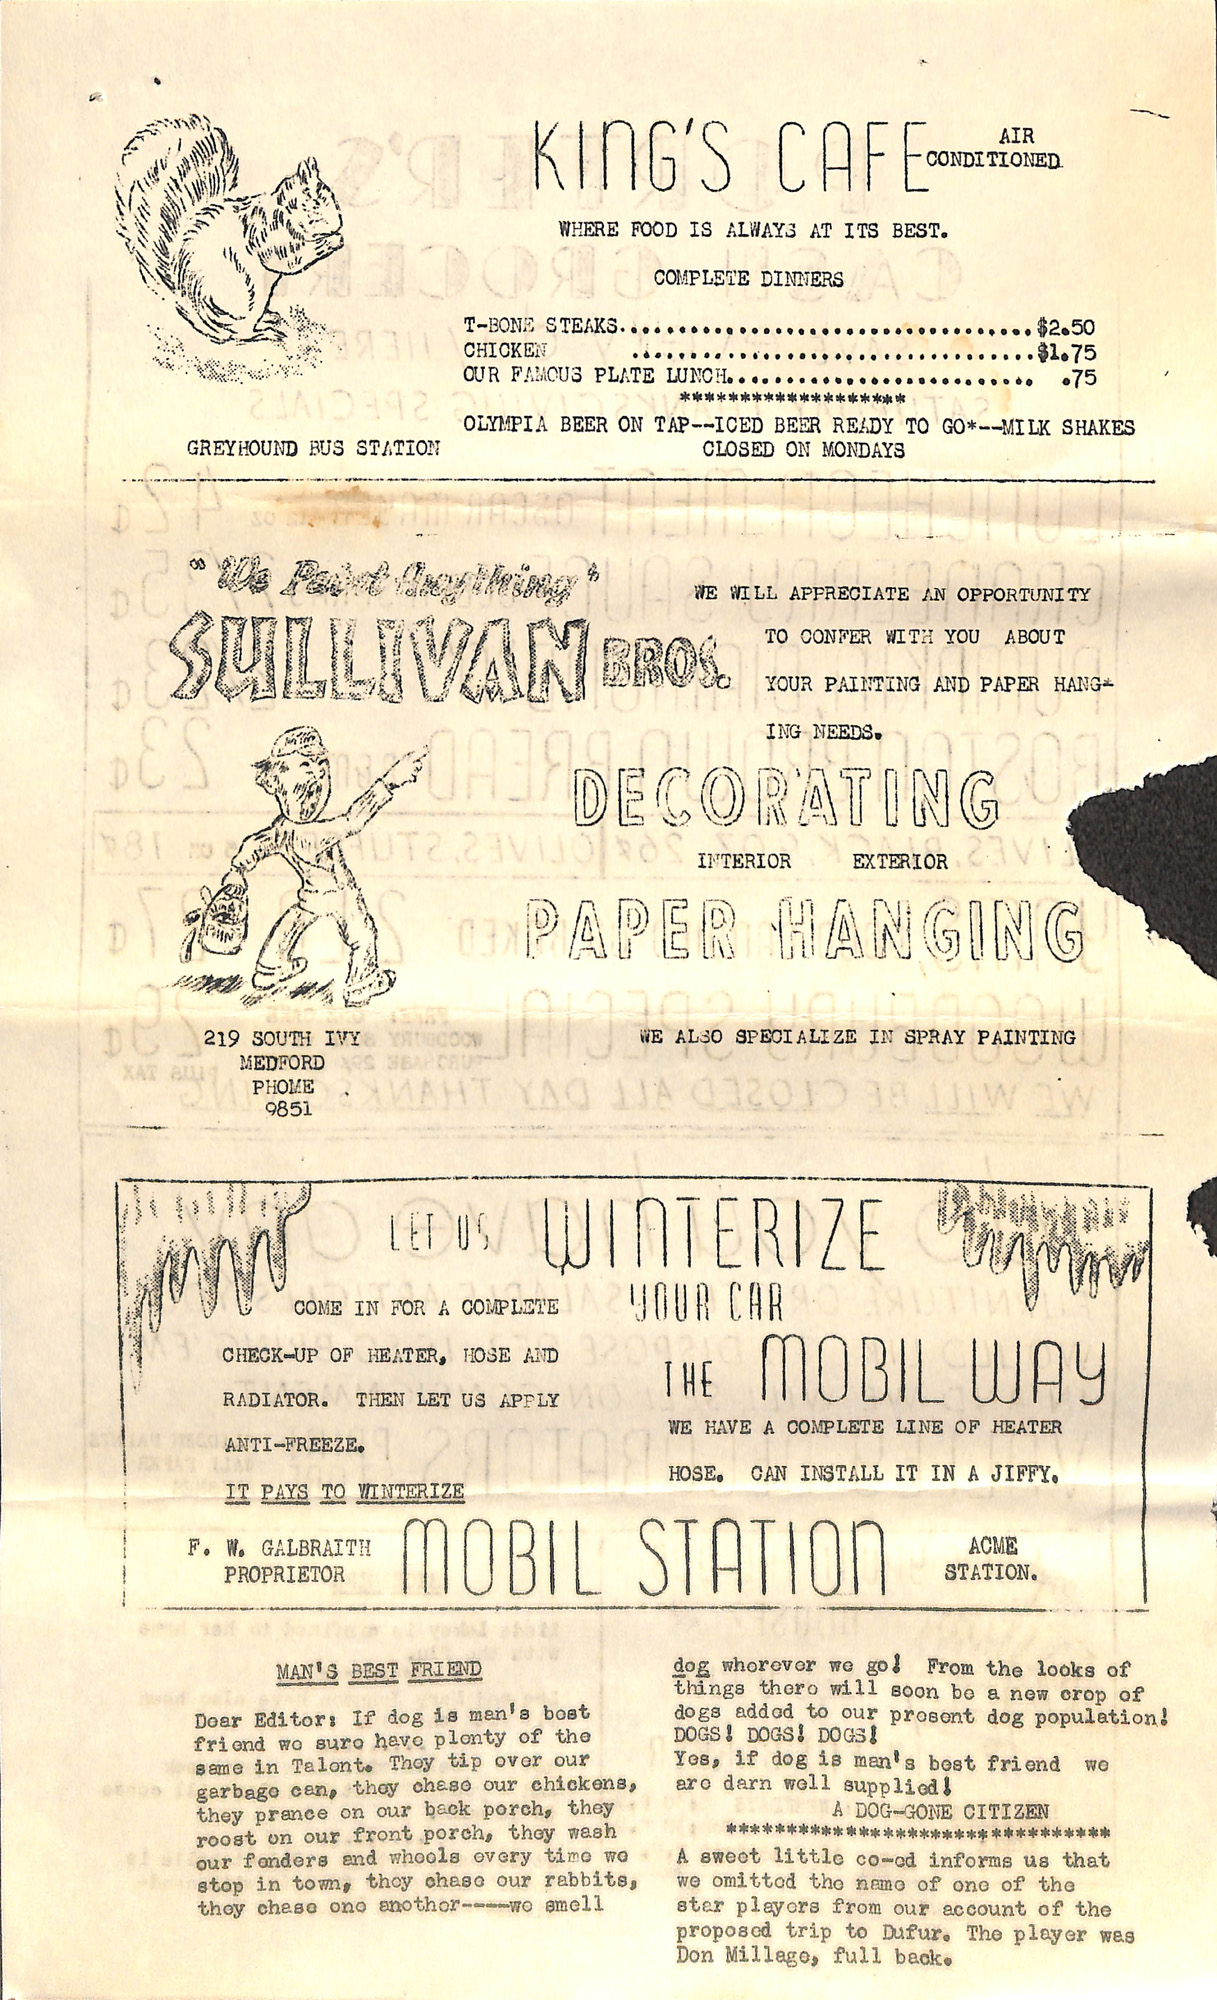 KING'S CAFE AIR
CONDITIONED
WHERE FOOD IS ALWAYS AT ITS BEST.
COMPLETE DINNERS
T-BONE STEAKS....................................$2.50
CHICKEN ...................................$1.75
OUR FAMOUS PLATE LUNCH........................... .75
*******************
OLYMPIA BEER ON TAP--ICED BEER READY TO GO*--MILK SHAKES
GREYHOUND BUS STATION CLOSED ON MONDAYS
"We Paint Anything"
SULLIVAN BROS.
WE WILL APPRECIATE AN OPPORTUNITY
TO CONFER WITH YOU ABOUT
YOUR PAINTING AND PAPER HANG-
ING NEEDS.
DECORATING
INTERIOR EXTERIOR
PAPER HANGING
219 SOUTH IVY
MEDFORD
PHOME
9851
WE ALSO SPECIALIZE IN SPRAY PAINTING
LET US WINTERIZE
YOUR CAR
THE MOBIL WAY
COME IN FOR A COMPLETE
CHECK-UP OF HEATER, HOSE AND
RADIATOR. THEN LET US APPLY
ANTI-FREEZE.
IT PAYS TO WINTERIZE
WE HAVE A COMPLETE LINE OF HEATER
HOSE. CAN INSTALL IT IN A JIFFY.
F. W. GALBRAITH
PROPRIETOR
MOBIL STATION
ACME
STATION.
MAN'S BEST FRIEND
Dear Editor: If dog is man's best
friend we sure have plenty of the
same in Talent. They tip over our
garbage can, they chase our chickens,
they prance on our back porch, they
roost on our front porch, they wash
our fenders and wheels every time we
stop in town, they chase our rabbits,
they chase one another----we smell
dog wherever we go! From the looks of
things there will soon be a new crop of
dogs added to our present dog population!
DOGS! DOGS! DOGS!
Yes, if dog is man's best friend we
are darn well supplied!
A DOG-GONE CITIZEN
********************************
A sweet little co-ed informs us that
we omitted the name of one of the
star players from our account of the
proposed trip to Dufur. The player was
Don Millage, full back.